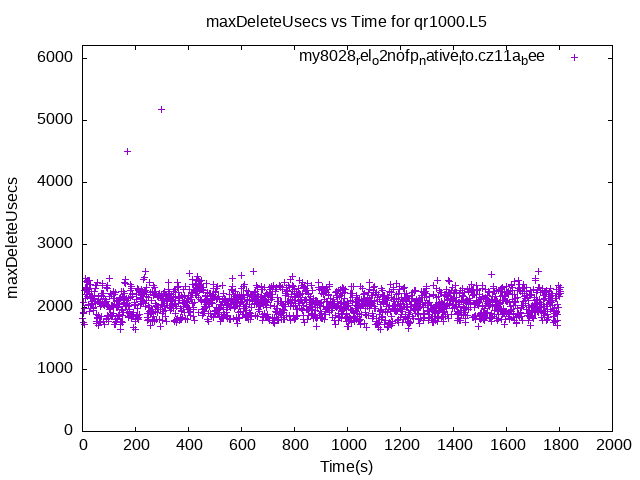 maxDeleteUsecs vs Time for qr1000.L5
my8028relo2nofpnativelto.cz11abee
6000
5000
4000
3000
2000
1000
0
maxDeleteUsecs
0 200 400 600 800 1000 1200 1400 1600 1800 2000
Time(s)